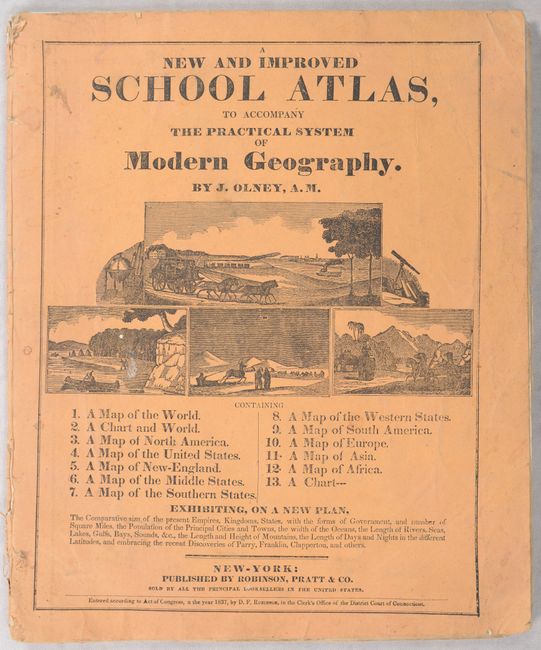 A
NEW AND IMPROVED
SCHOOL ATLAS,
TO ACCOMPANY
THE PRACTICAL SYSTEM
OF
Modern Geography.
BY J. OLNEY, A.M.
CONTAINING
1. A Map of the World.
2. A Chart and World.
3. A Map of North America.
4. A Map of the United States.
5. A Map of New-England.
6. A Map of the Middle States.
7. A Map of the Southern States.
8. A Map of the Western States.
9. A Map of South America.
10. A Map of Europe.
11. A Map of Asia.
12. A Map of Africa.
13. A Chart—
EXHIBITING, ON A NEW PLAN,
The Comparative size of the present Empires, Kingdoms, States, with the forms of Government, and number of
Square Miles, the Population of the Principal Cities and Towns, the width of the Oceans, the Length of Rivers, Seas,
Lakes, Gulfs, Bays, Sounds, &c., the Length and Height of Mountains, the Length of Days and Nights in the different
Latitudes, and embracing the recent Discoveries of Parry, Franklin, Clapperton, and others.
NEW-YORK:
PUBLISHED BY ROBINSON, PRATT & CO.
SOLD BY ALL THE PRINCIPAL BOOKSELLERS IN THE UNITED STATES.
Entered according to Act of Congress, in the year 1837, by D. F. Robinson, in the Clerk's Office of the District Court of Connecticut.